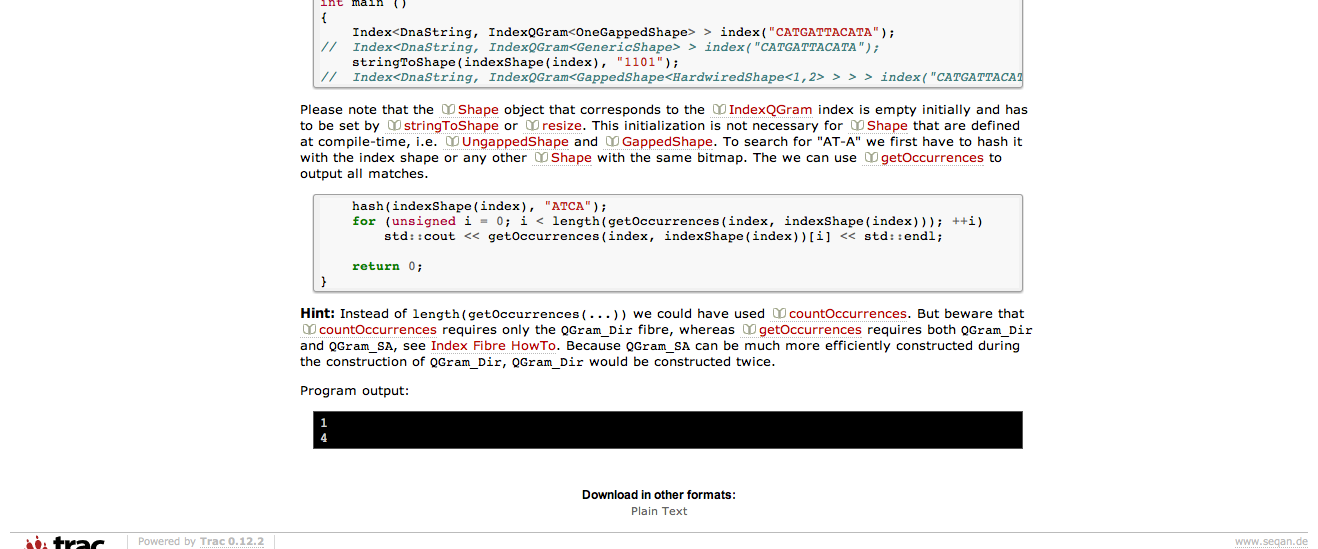 int main ()
{
    Index<DnaString, IndexQGram<OneGappedShape> > index("CATGATTACATA");
//  Index<DnaString, IndexQGram<GenericShape> > index("CATGATTACATA");
    stringToShape(indexShape(index), "1101");
//  Index<DnaString, IndexQGram<GappedShape<HardwiredShape<1,2> > > > index("CATGATTACAT
Please note that the Shape object that corresponds to the IndexQGram index is empty initially and has
to be set by stringToShape or resize. This initialization is not necessary for Shape that are defined
at compile-time, i.e. UngappedShape and GappedShape. To search for "AT-A" we first have to hash it
with the index shape or any other Shape with the same bitmap. The we can use getOccurrences to
output all matches.
    hash(indexShape(index), "ATCA");
    for (unsigned i = 0; i < length(getOccurrences(index, indexShape(index))); ++i)
        std::cout << getOccurrences(index, indexShape(index))[i] << std::endl;
    return 0;
}
Hint: Instead of length(getOccurrences(...)) we could have used countOccurrences. But beware that
countOccurrences requires only the QGram_Dir fibre, whereas getOccurrences requires both QGram_Dir
and QGram_SA, see Index Fibre HowTo. Because QGram_SA can be much more efficiently constructed during
the construction of QGram_Dir, QGram_Dir would be constructed twice.
Program output:
1
4
Download in other formats:
Plain Text
trac
Powered by Trac 0.12.2
www.seqan.de